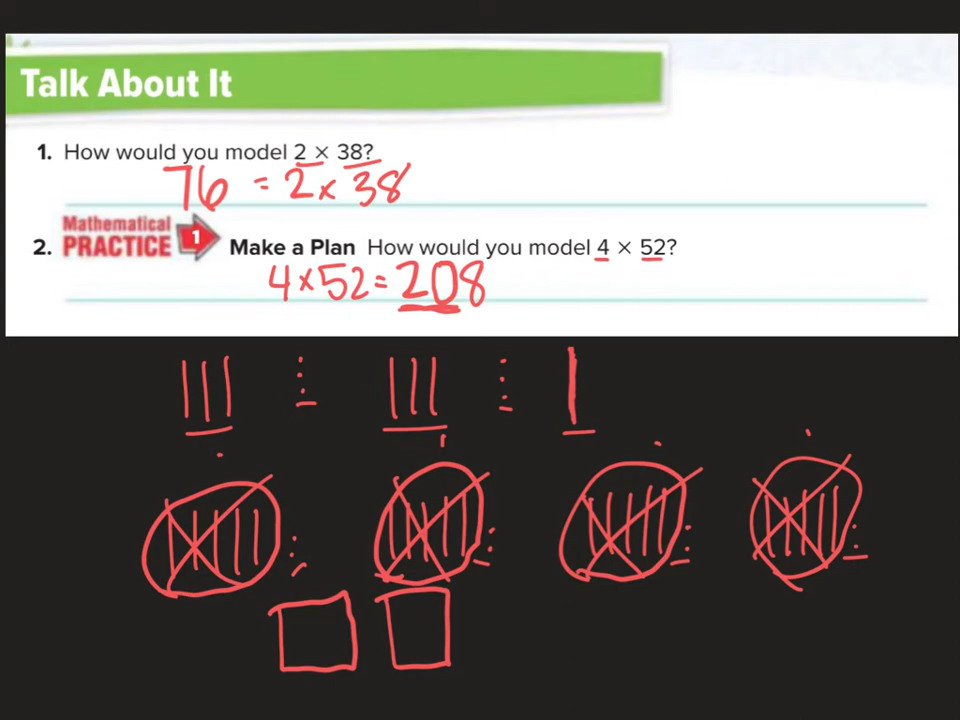 Talk About It
1. How would you model 2 × 38?
76 = 2 × 38
Mathematical
2. PRACTICE 1 Make a Plan How would you model 4 × 52?
4 × 52 = 208